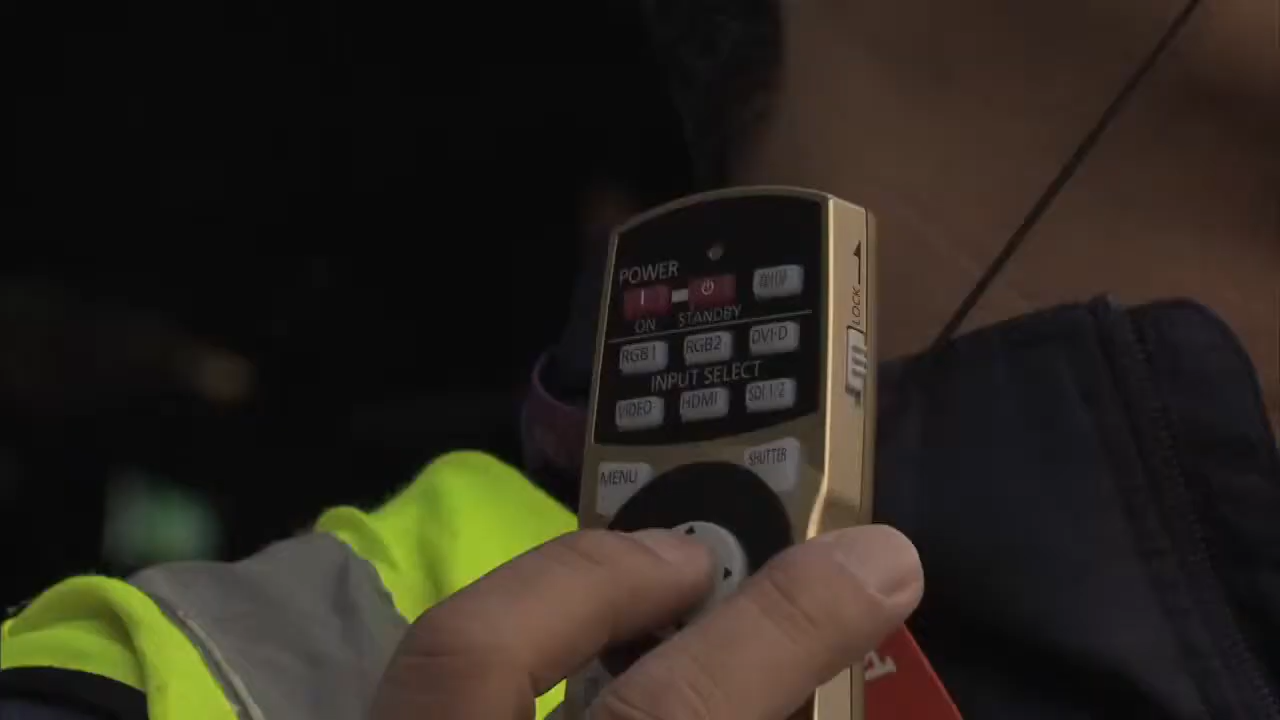 POWER
ON STANDBY
RGB1 RGB2 DVI-D
INPUT SELECT
VIDEO HDMI SDI 1/2
MENU SHUTTER
LOCK